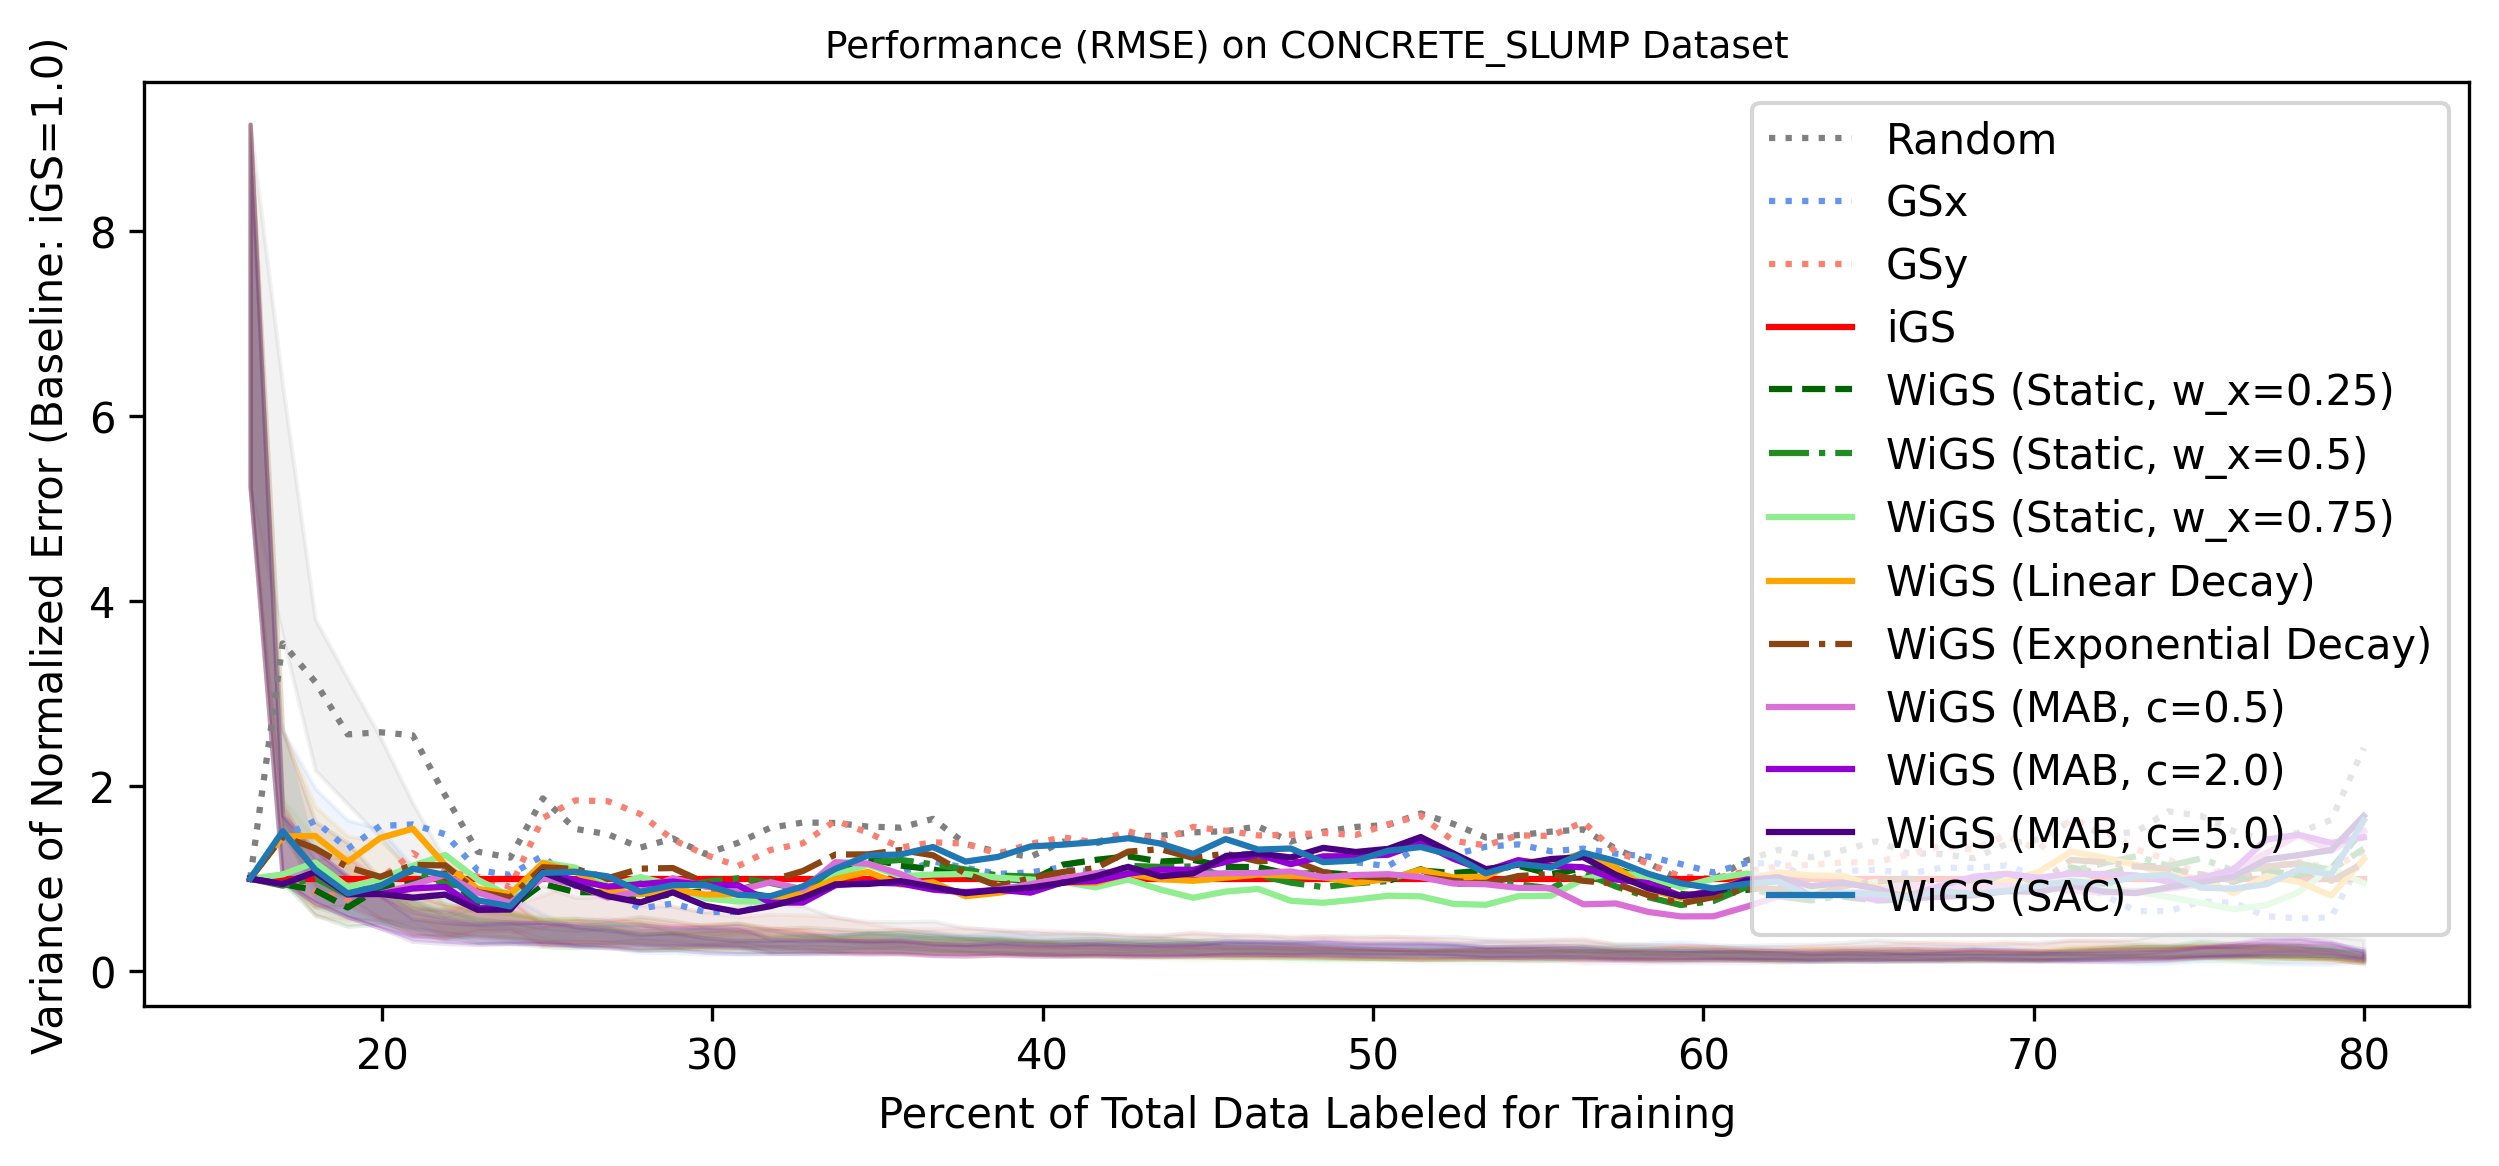 Performance (RMSE) on CONCRETE_SLUMP Dataset
Variance of Normalized Error (Baseline: iGS=1.0)
8
6
4
2
0
Random
GSx
GSy
iGS
WiGS (Static, w_x=0.25)
WiGS (Static, w_x=0.5)
WiGS (Static, w_x=0.75)
WiGS (Linear Decay)
WiGS (Exponential Decay)
WiGS (MAB, c=0.5)
WiGS (MAB, c=2.0)
WiGS (MAB, c=5.0)
WiGS (SAC)
20 30 40 50 60 70 80
Percent of Total Data Labeled for Training